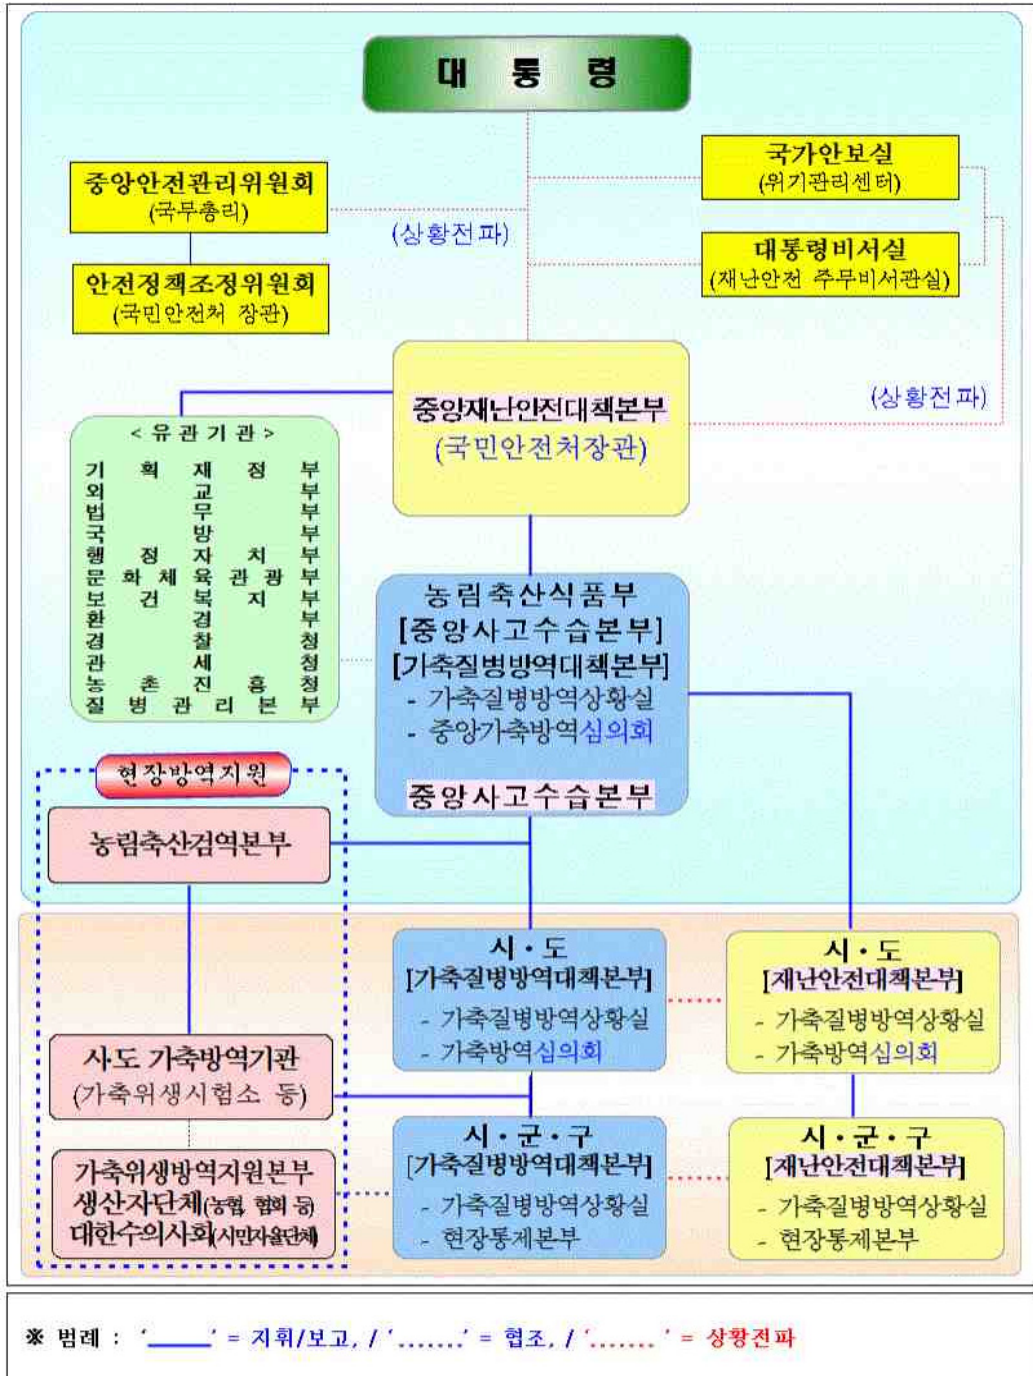 대 통 령
중앙안전관리위원회
(국무총리)
안전정책조정위원회
(국민안전처 장관)
(상황전파)
국가안보실
(위기관리센터)
대통령비서실
(재난안전 주무비서관실)
(상황전파)
중앙재난안전대책본부
(국민안전처장관)
< 유 관 기 관 >
기 획 재 정 부
외 교 부
법 무 부
국 방 부
행 정 자 치 부
문 화 체 육 관 광 부
보 건 복 지 부
환 경 부
경 찰 청
관 세 청
농 촌 진 흥 청
질 병 관 리 본 부
농림축산식품부
[중앙사고수습본부]
[가축질병방역대책본부]
- 가축질병방역상황실
- 중앙가축방역심의회
중앙사고수습본부
현장방역지원
농림축산검역본부
시·도 가축방역기관
(가축위생시험소 등)
가축위생방역지원본부
생산자단체(농협, 협회 등)
대한수의사회(시민자율단체)
시·도
[가축질병방역대책본부]
- 가축질병방역상황실
- 가축방역심의회
시·도
[재난안전대책본부]
- 가축질병방역상황실
- 가축방역심의회
시·군·구
[가축질병방역대책본부]
- 가축질병방역상황실
- 현장통제본부
시·군·구
[재난안전대책본부]
- 가축질병방역상황실
- 현장통제본부
※ 범례 : '_____' = 지휘/보고, / '.......' = 협조, / '....... ' = 상황전파